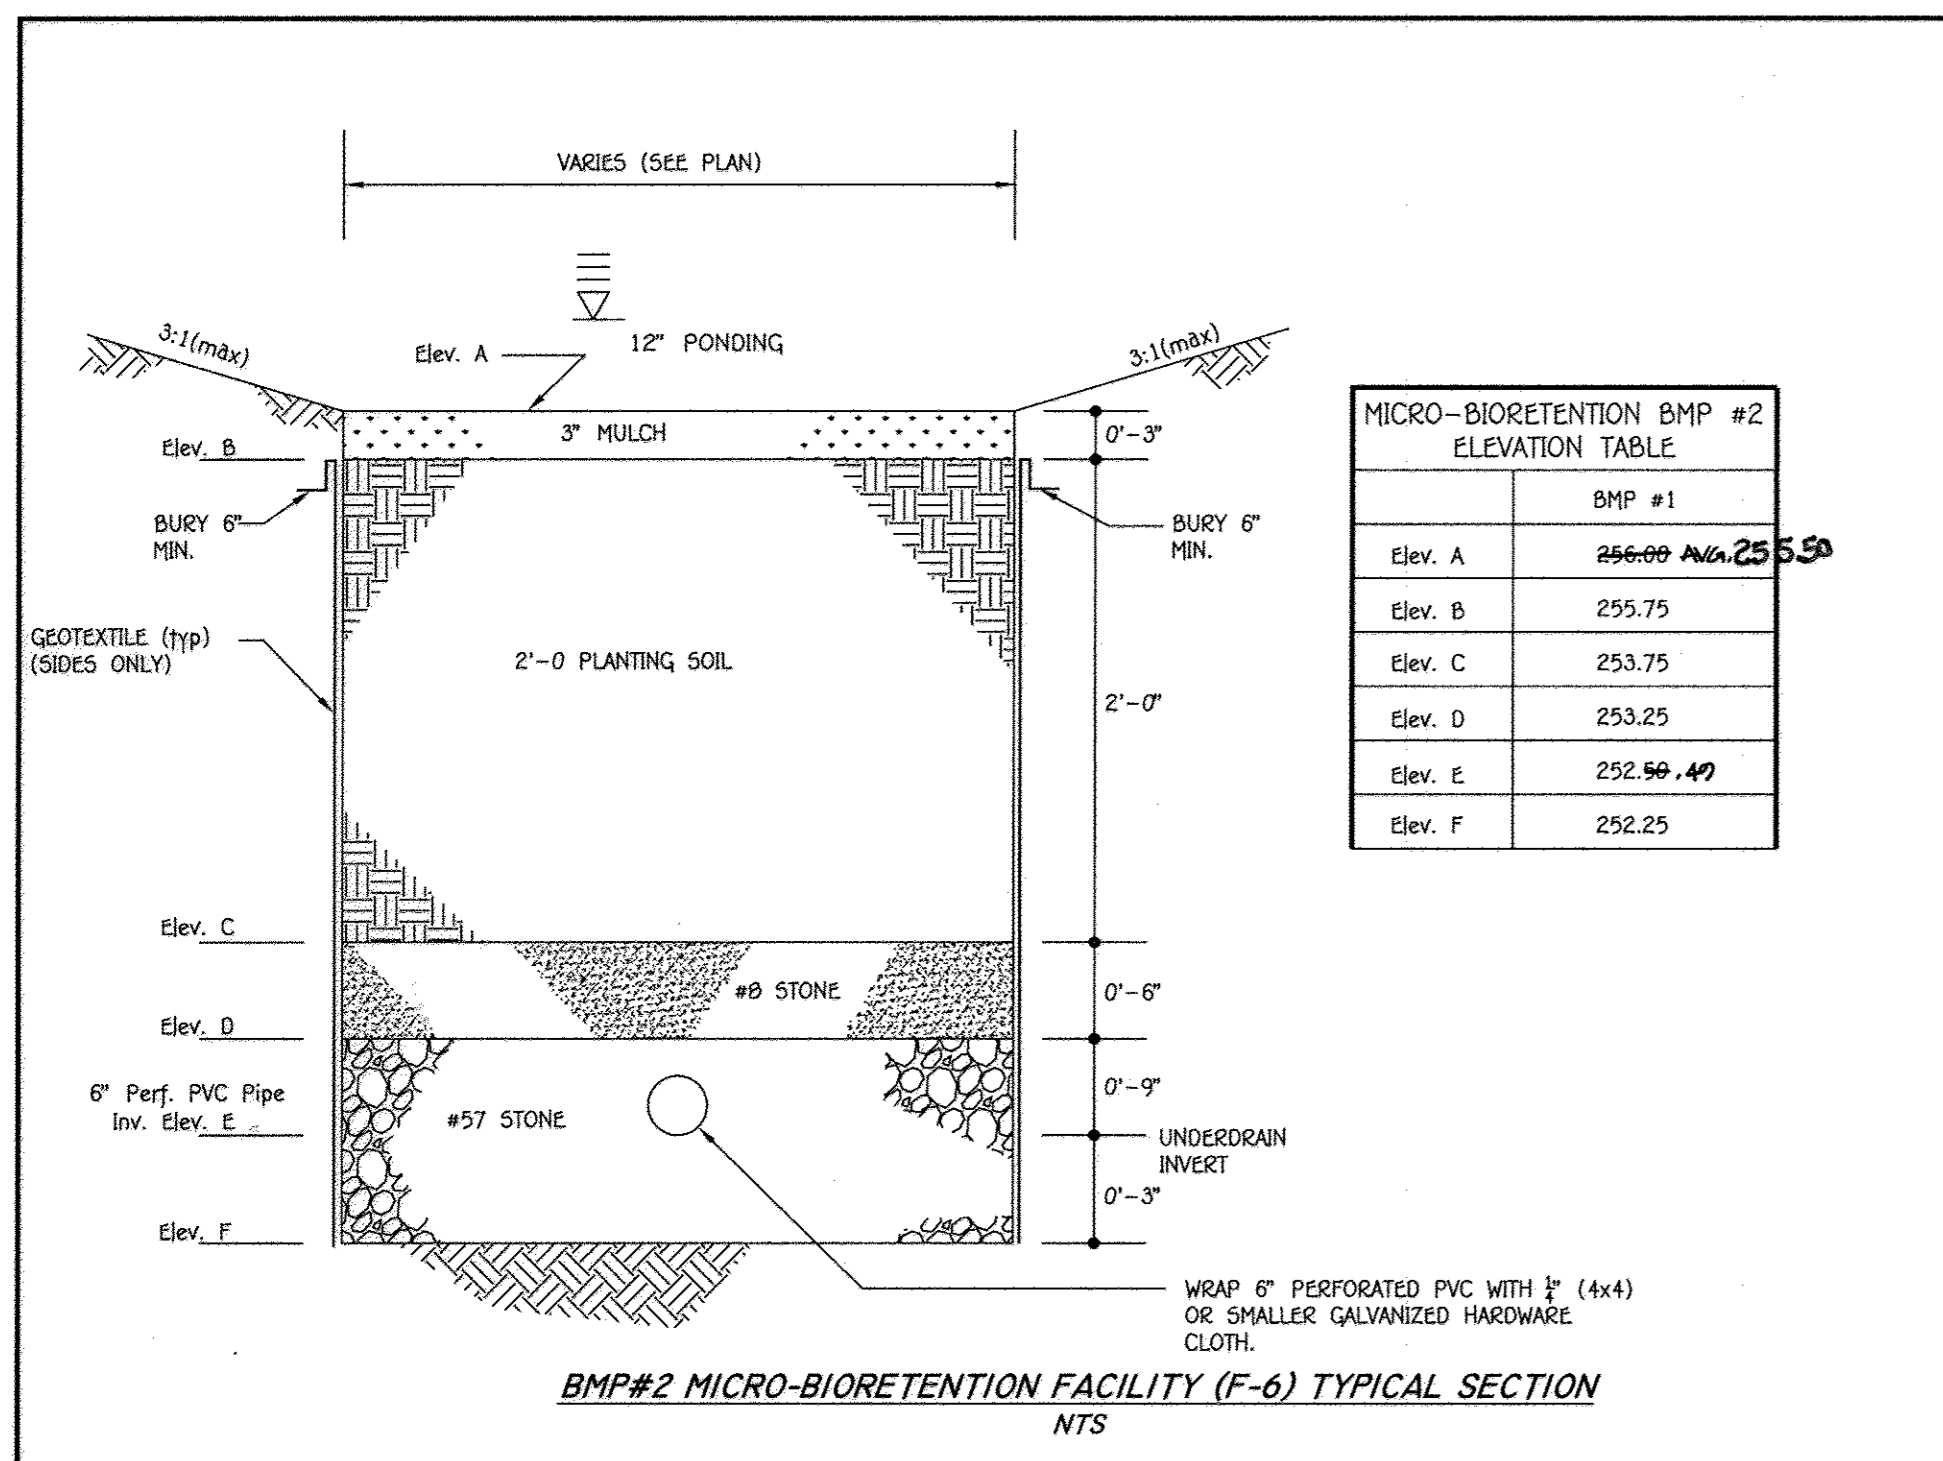 VARIES (SEE PLAN)
3:1(max)
Elev. A
12" PONDING
3:1(max)
3" MULCH
0'-3"
Elev. B
BURY 6"
MIN.
BURY 6"
MIN.
GEOTEXTILE (typ)
(SIDES ONLY)
2'-0 PLANTING SOIL
2'-0"
Elev. C
#8 STONE
0'-6"
Elev. D
6" Perf. PVC Pipe
Inv. Elev. E
#57 STONE
0'-9"
UNDERDRAIN
INVERT
0'-3"
Elev. F
WRAP 6" PERFORATED PVC WITH 1/4" (4x4)
OR SMALLER GALVANIZED HARDWARE
CLOTH.
MICRO-BIORETENTION BMP #2
ELEVATION TABLE
BMP #1
Elev. A 256.00 AVG. 255.50
Elev. B 255.75
Elev. C 253.75
Elev. D 253.25
Elev. E 252.50 .49
Elev. F 252.25
BMP#2 MICRO-BIORETENTION FACILITY (F-6) TYPICAL SECTION
NTS